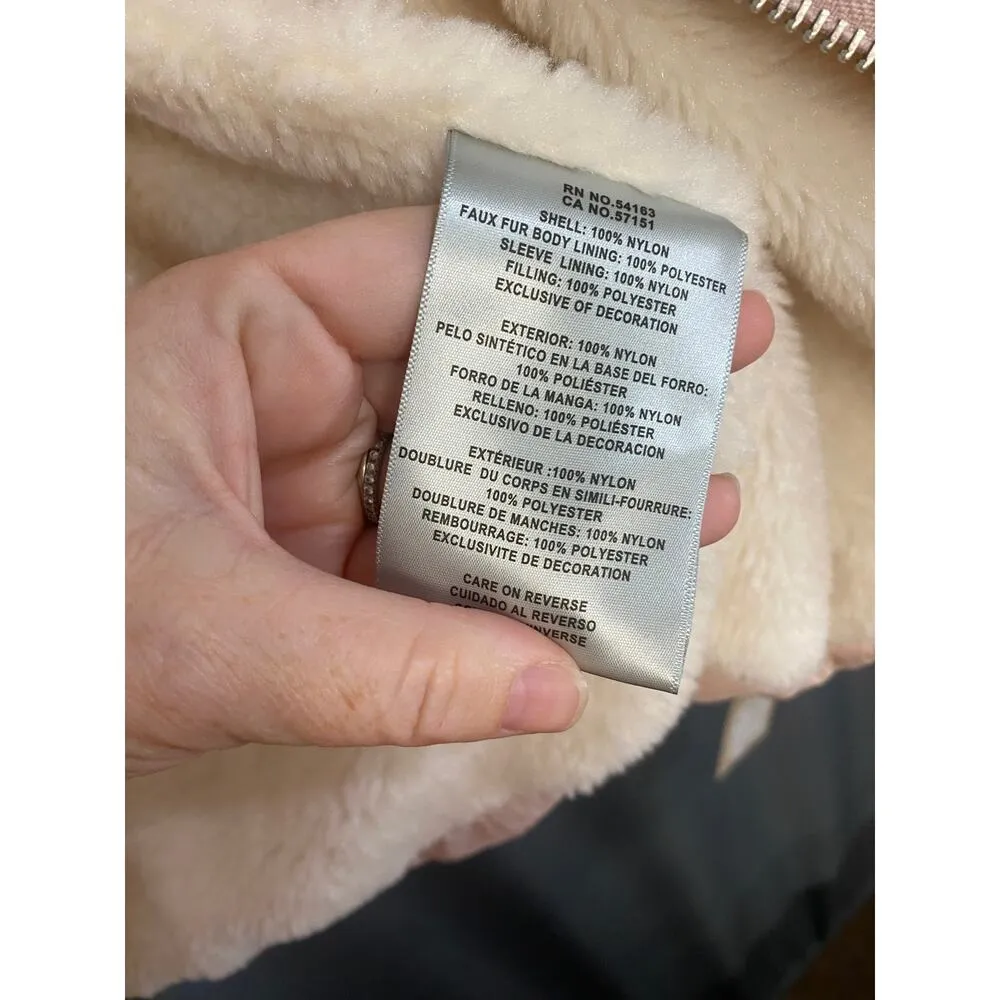 RN NO.54163
CA NO.57151
SHELL: 100% NYLON
FAUX FUR BODY LINING: 100% POLYESTER
SLEEVE LINING: 100% NYLON
FILLING: 100% POLYESTER
EXCLUSIVE OF DECORATION
EXTERIOR: 100% NYLON
PELO SINTÉTICO EN LA BASE DEL FORRO:
100% POLIÉSTER
FORRO DE LA MANGA: 100% NYLON
RELLENO: 100% POLIÉSTER
EXCLUSIVO DE LA DECORACION
EXTÉRIEUR :100% NYLON
DOUBLURE DU CORPS EN SIMILI-FOURRURE:
100% POLYESTER
DOUBLURE DE MANCHES: 100% NYLON
REMBOURRAGE: 100% POLYESTER
EXCLUSIVITE DE DECORATION
CARE ON REVERSE
CUIDADO AL REVERSO